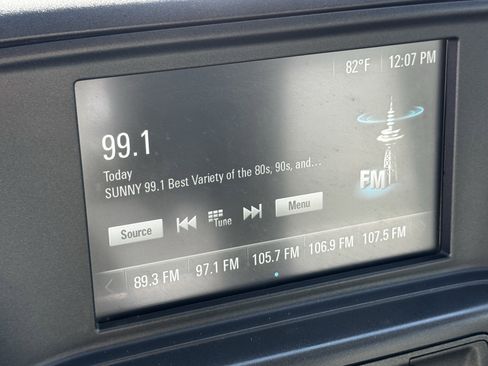 82°F 12:07 PM
99.1
Today
SUNNY 99.1 Best Variety of the 80s, 90s, and...
FM
Source Tune Menu
89.3 FM 97.1 FM 105.7 FM 106.9 FM 107.5 FM